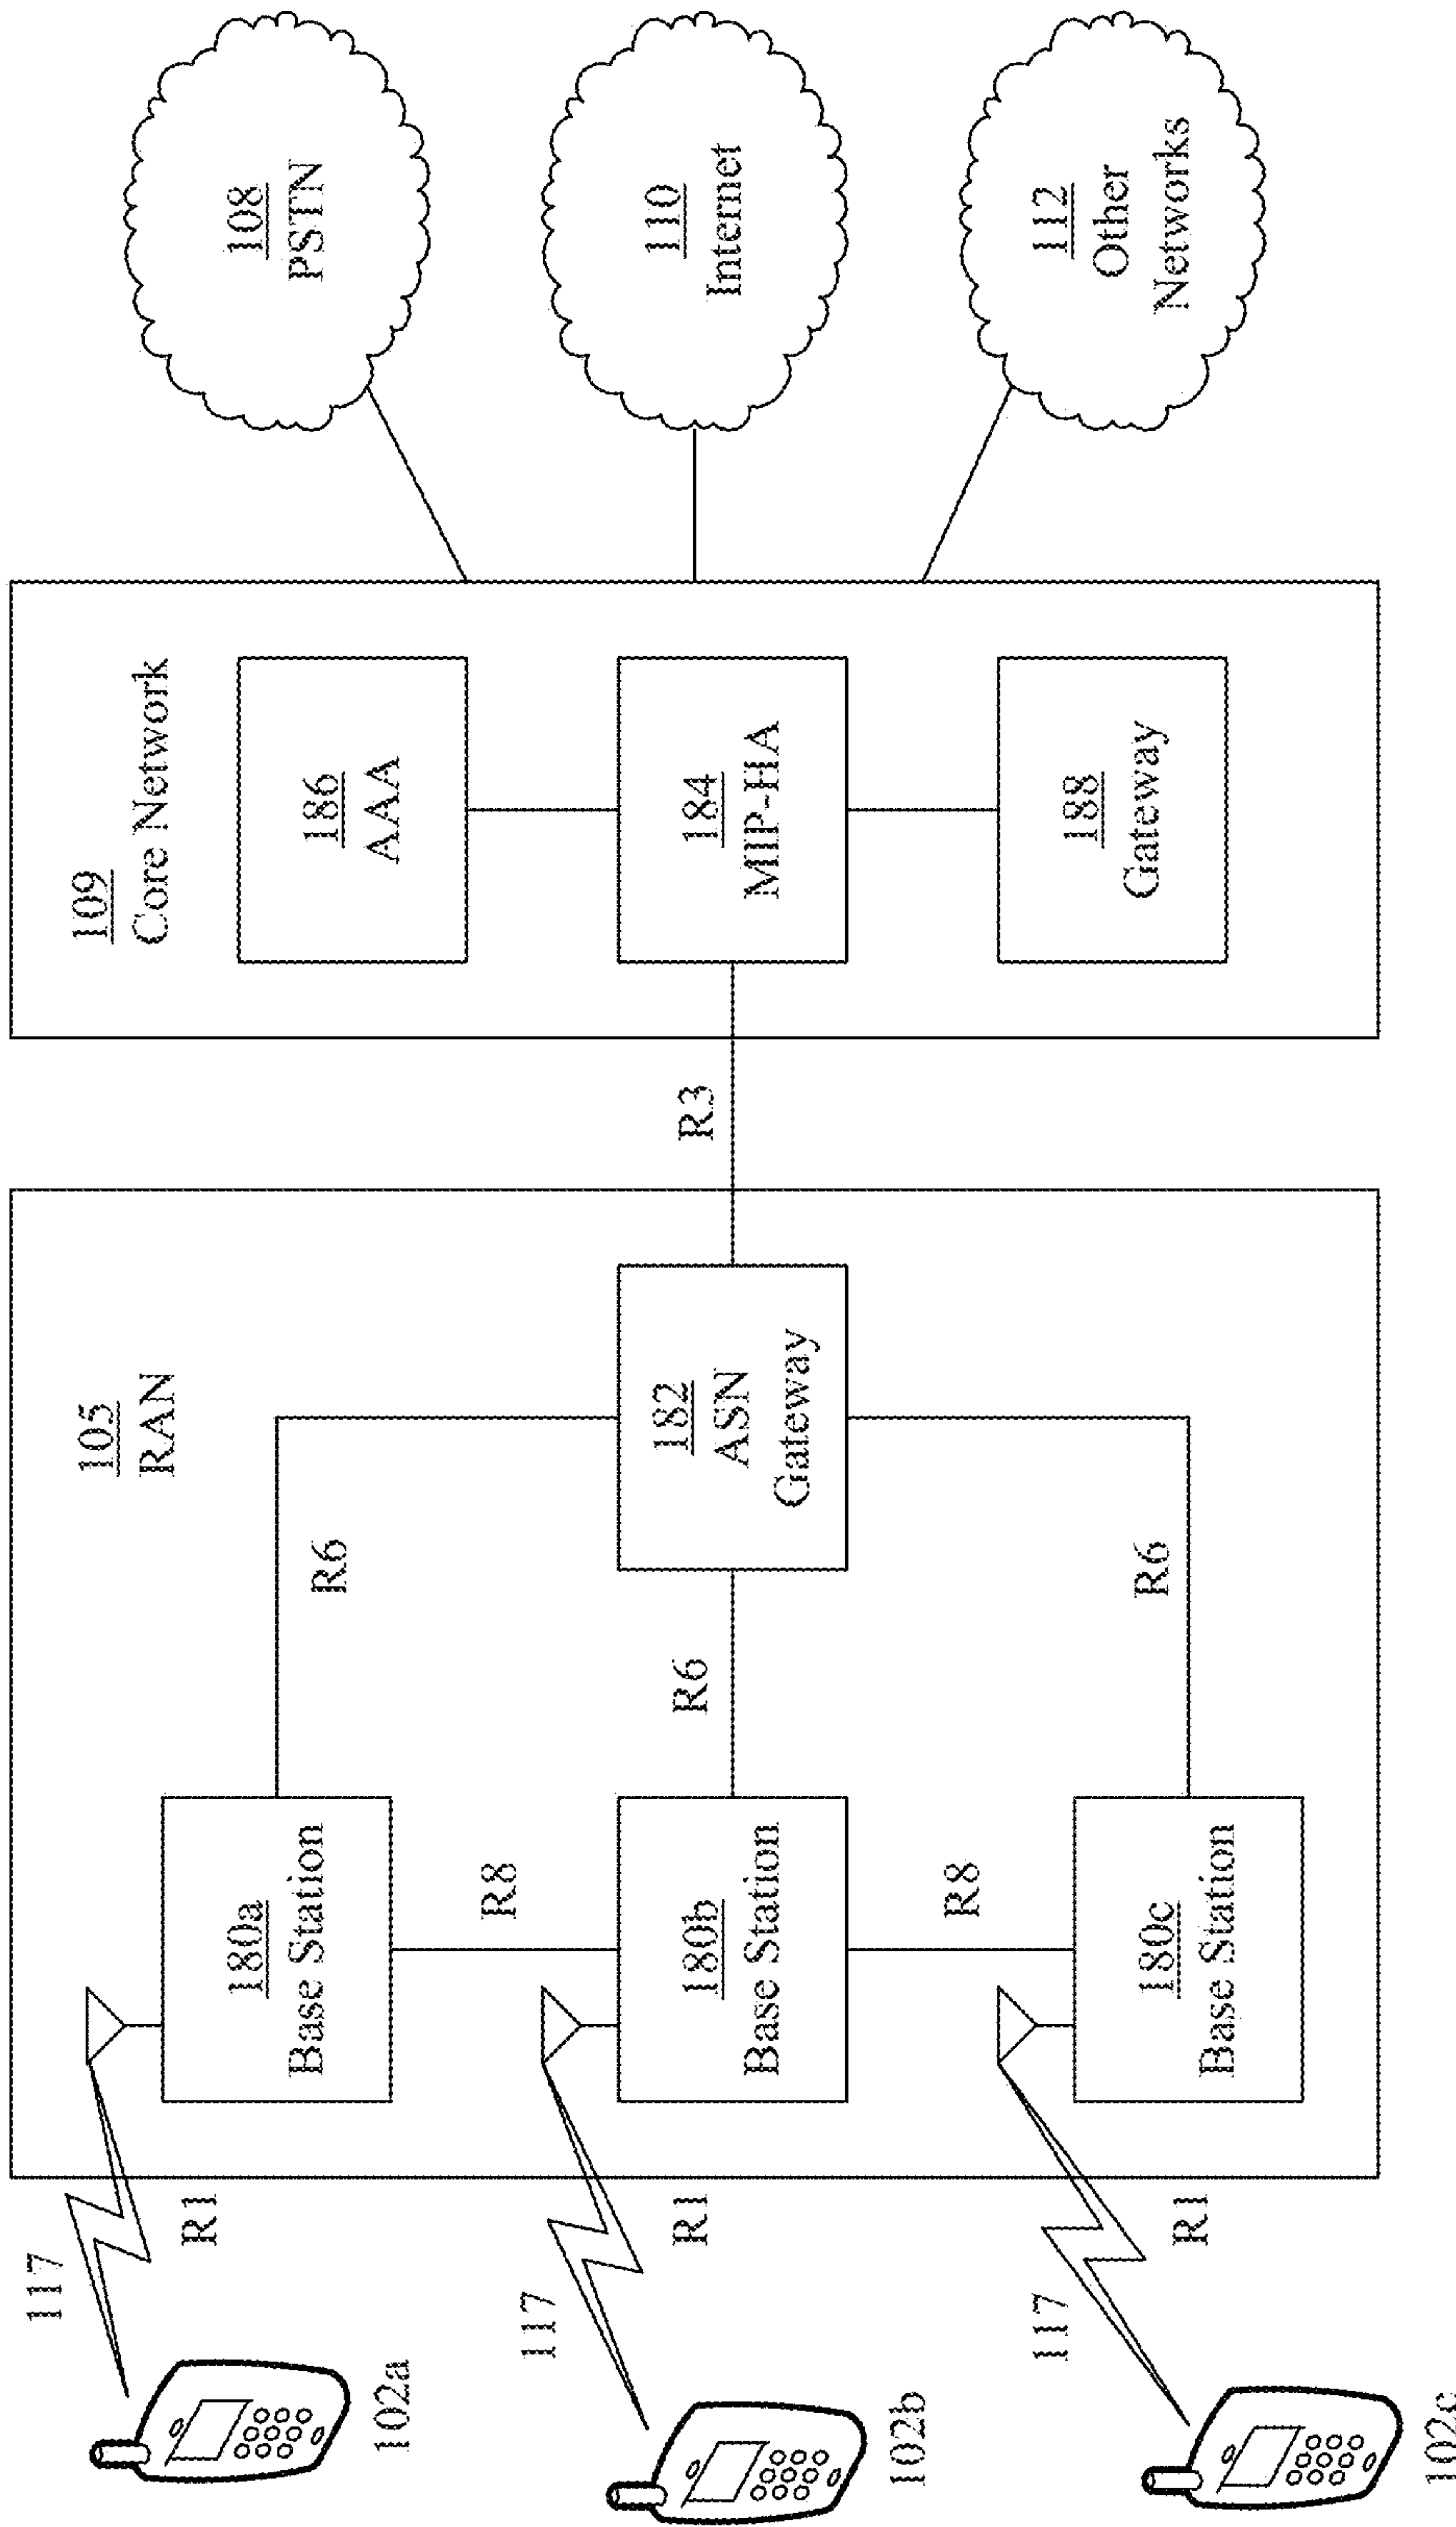 117
102a
R1
117
102b
R1
117
102c
R1
105
RAN
180a
Base Station
R8
180b
Base Station
R8
180c
Base Station
R6
R6
R6
182
ASN
Gateway
R3
109
Core Network
186
AAA
184
MIP-HA
188
Gateway
108
PSTN
110
Internet
112
Other
Networks